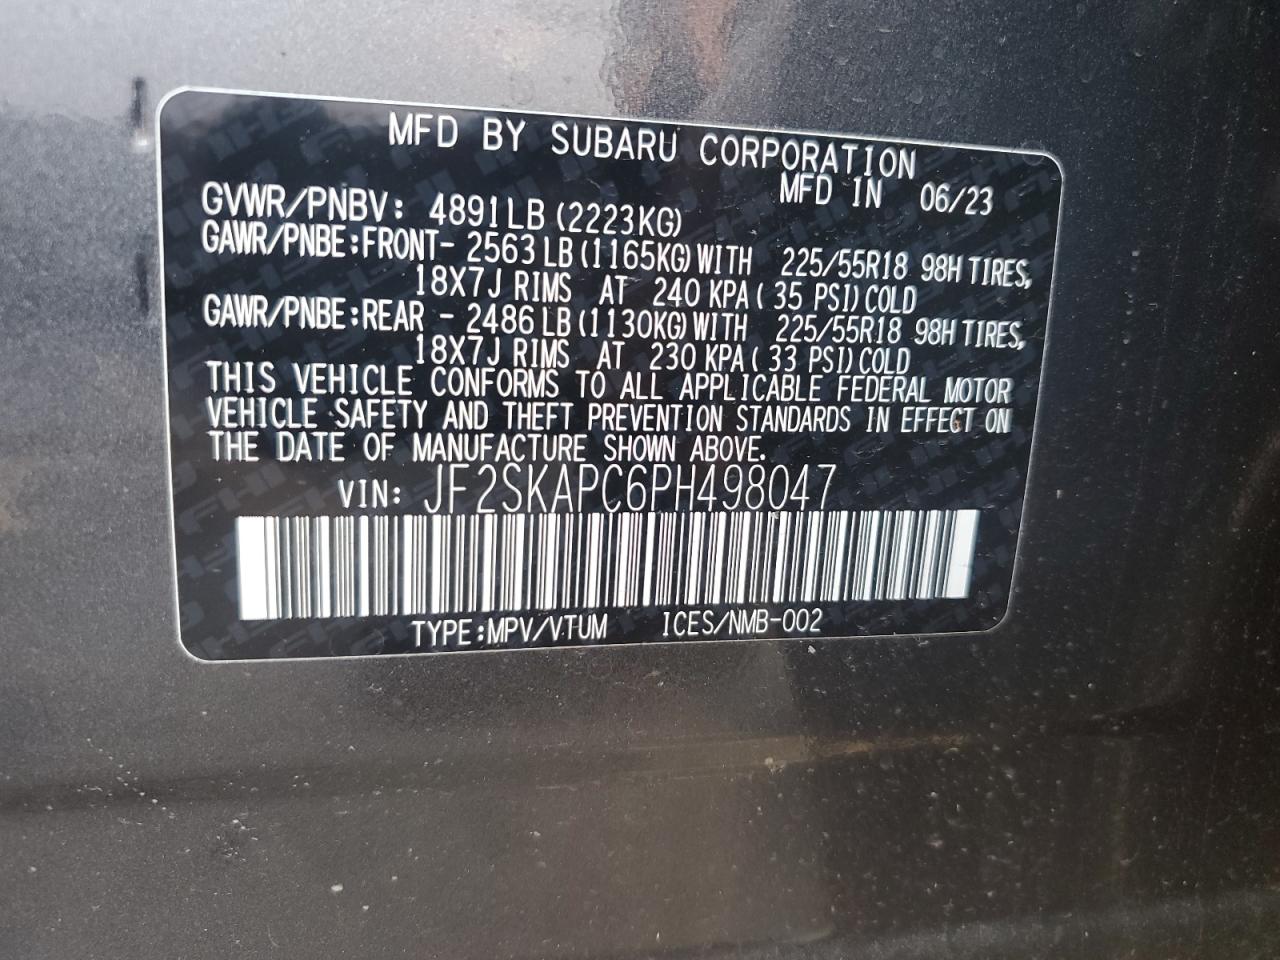 MFD BY SUBARU CORPORATION
MFD IN 06/23
GVWR/PNBV: 4891LB (2223KG)
GAWR/PNBE:FRONT- 2563 LB (1165KG) WITH 225/55R18 98H TIRES,
18X7J RIMS AT 240 KPA ( 35 PSI) COLD
GAWR/PNBE:REAR - 2486 LB (1130KG) WITH 225/55R18 98H TIRES,
18X7J RIMS AT 230 KPA ( 33 PSI) COLD
THIS VEHICLE CONFORMS TO ALL APPLICABLE FEDERAL MOTOR
VEHICLE SAFETY AND THEFT PREVENTION STANDARDS IN EFFECT ON
THE DATE OF MANUFACTURE SHOWN ABOVE.
VIN: JF2SKAPC6PH498047
TYPE:MPV/VTUM ICES/NMB-002